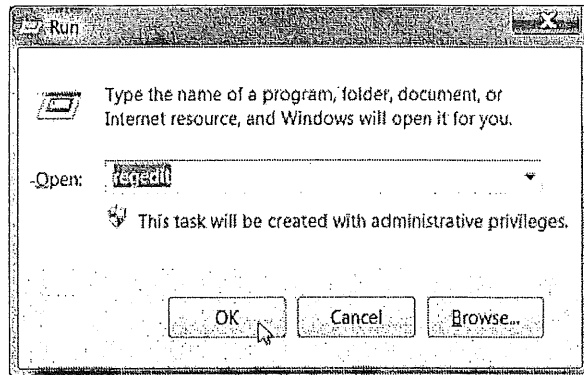 Run
Type the name of a program, folder, document, or
Internet resource, and Windows will open it for you.
Open: regedit
This task will be created with administrative privileges.
OK Cancel Browse...